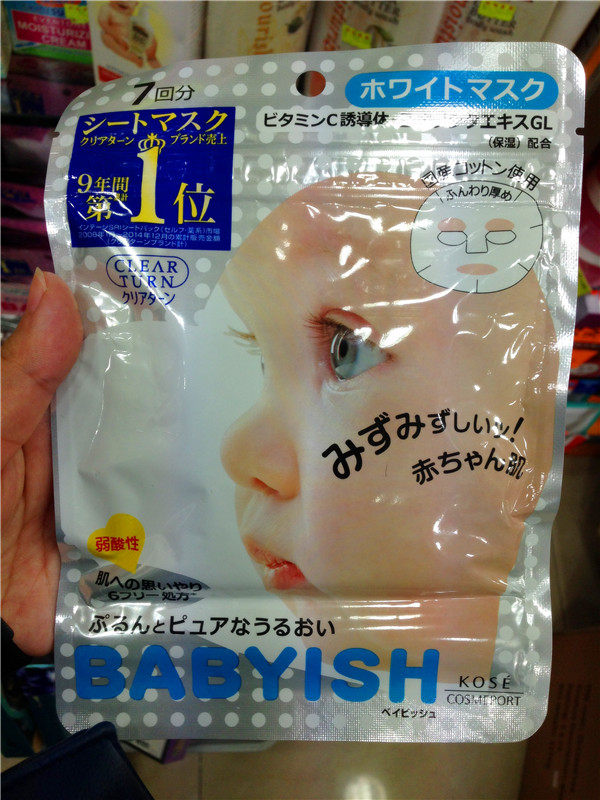 MOISTURIZING
CREAM
7回分
ホワイトマスク
シートマスク
クリアターン ブランド売上
9年間
第1位
ビタミンC誘導体
エキスGL
(保湿) 配合
国産コットン使用
ふんわり厚め
CLEAR
TURN
クリアターン
みずみずしいッ!
赤ちゃん肌
弱酸性
肌への思いやり
6フリー処方
ぷるんとピュアなうるおい
BABYISH
ベイビッシュ
KOSÉ
COSMEPORT